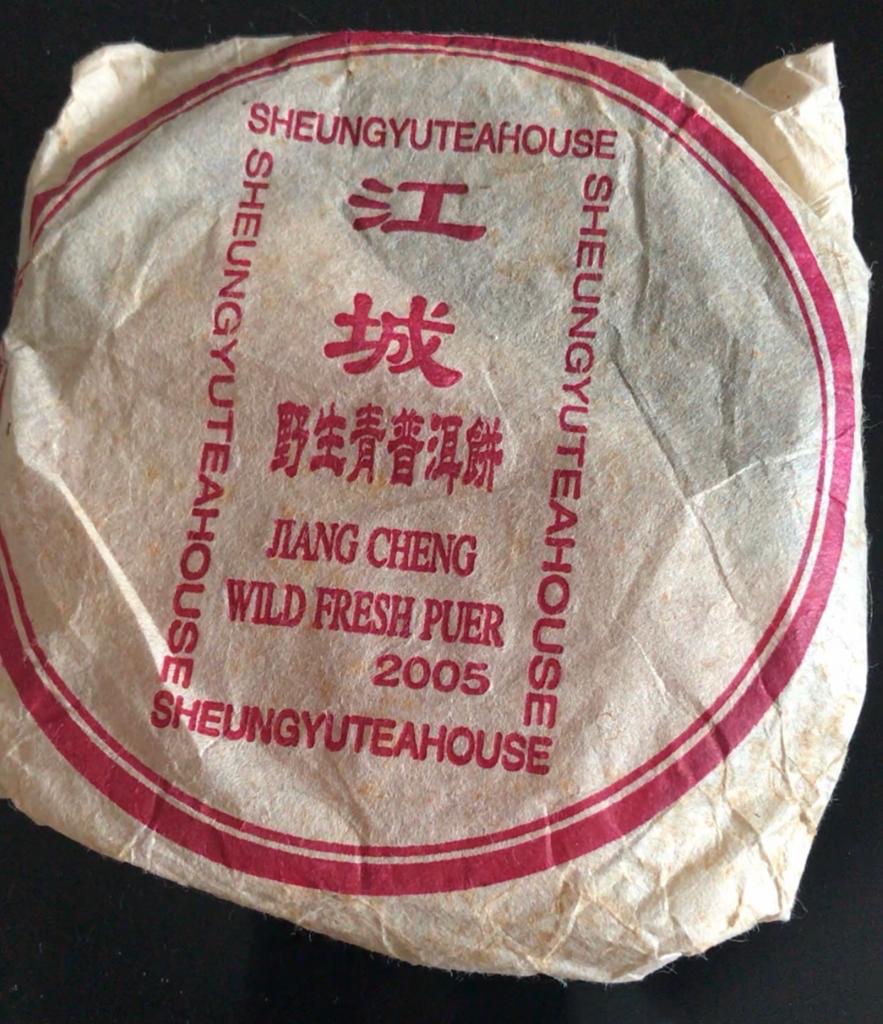 SHEUNGYUTEAHOUSE
SHEUNGYUTEAHOUSE
SHEUNGYUTEAHOUSE
江
城
野生青普洱餅
JIANG CHENG
WILD FRESH PUER
2005
SHEUNGYUTEAHOUSE